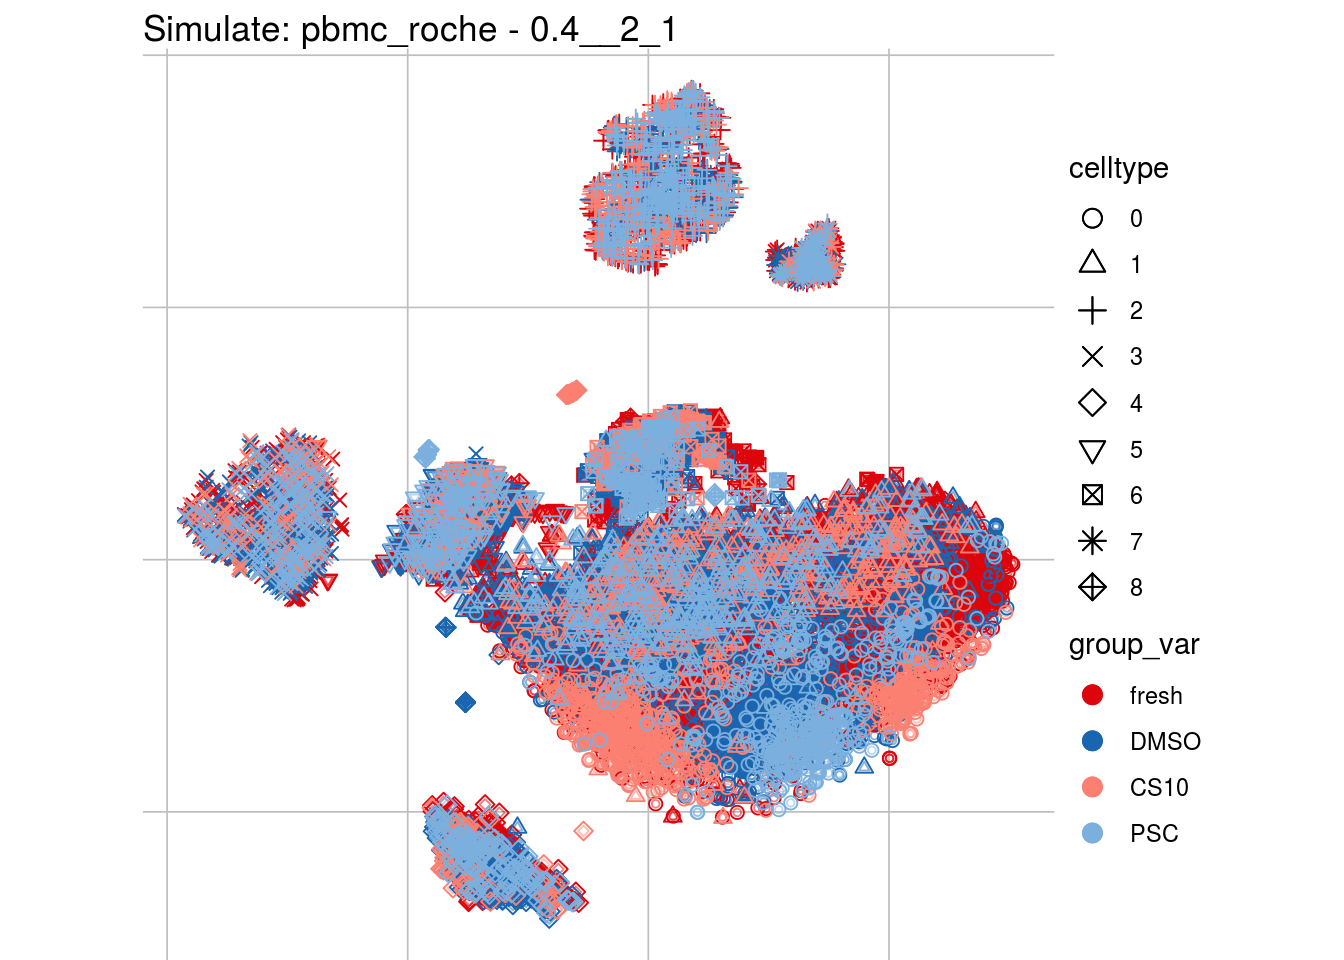 Simulate: pbmc_roche - 0.4__2_1
celltype
0
1
2
3
4
5
6
7
8
group_var
fresh
DMSO
CS10
PSC